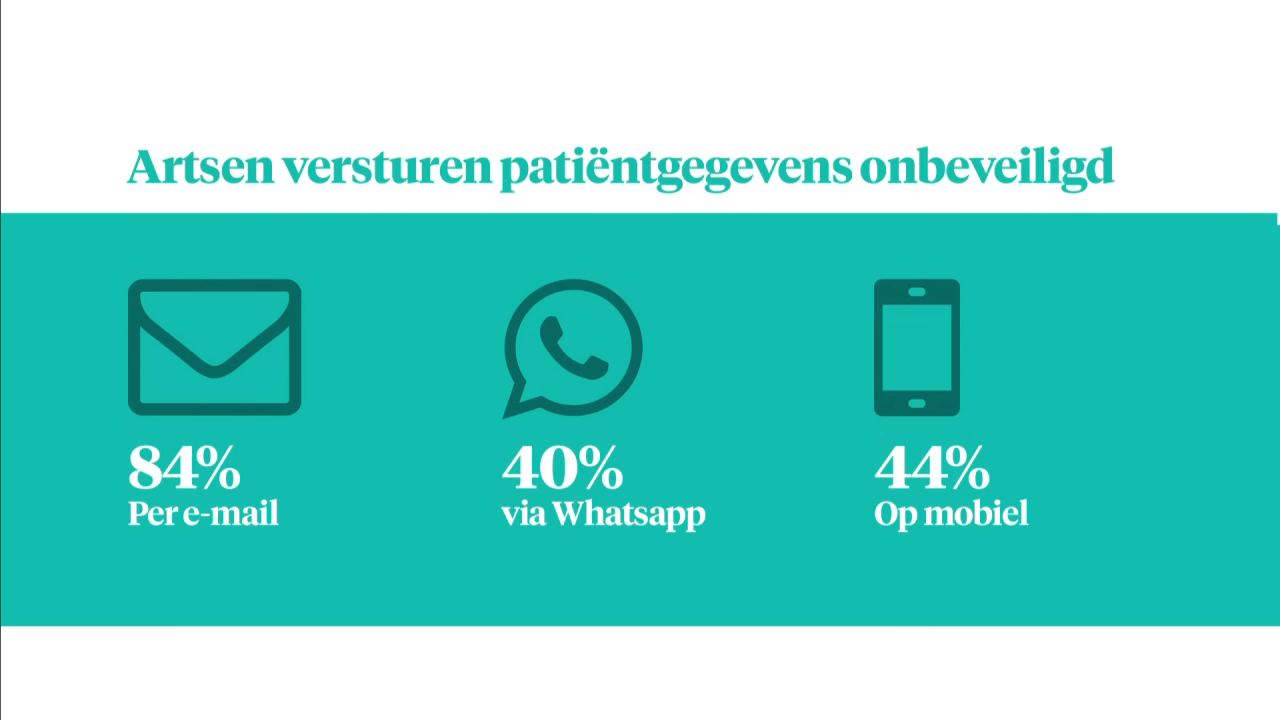 Artsen versturen patiëntgegevens onbeveiligd
84%
Per e-mail
40%
via Whatsapp
44%
Op mobiel